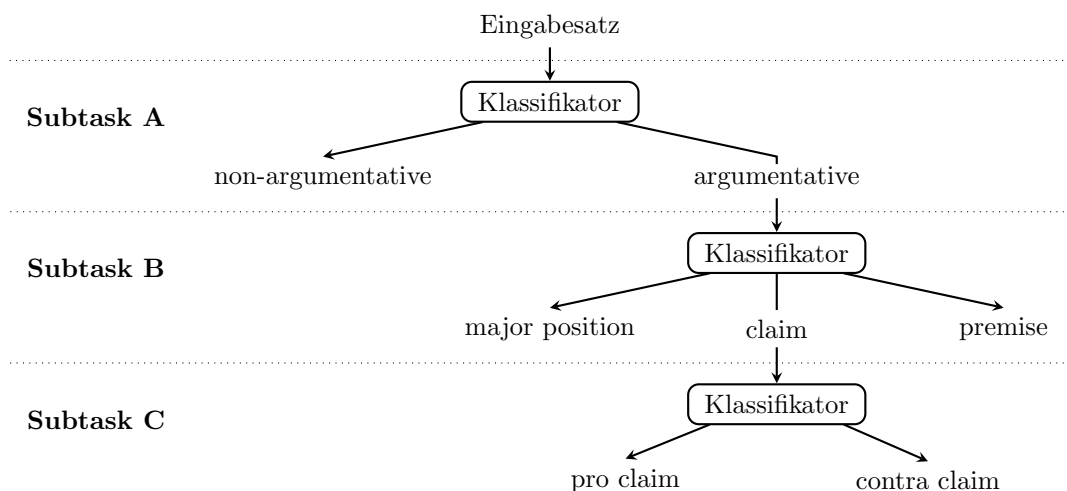 Eingabesatz
Klassifikator
Subtask A
non-argumentative argumentative
Klassifikator
Subtask B
major position claim premise
Klassifikator
Subtask C
pro claim contra claim